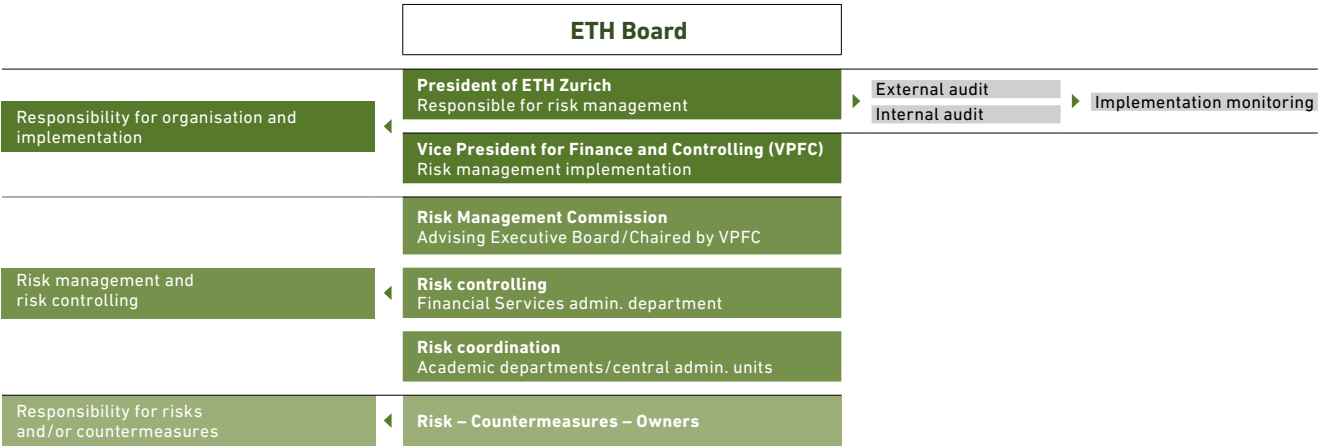 ETH Board
President of ETH Zurich
Responsible for risk management
External audit
Internal audit
Implementation monitoring
Responsibility for organisation and
implementation
Vice President for Finance and Controlling (VPFC)
Risk management implementation
Risk Management Commission
Advising Executive Board/Chaired by VPFC
Risk management and
risk controlling
Risk controlling
Financial Services admin. department
Risk coordination
Academic departments/central admin. units
Responsibility for risks
and/or countermeasures
Risk – Countermeasures – Owners